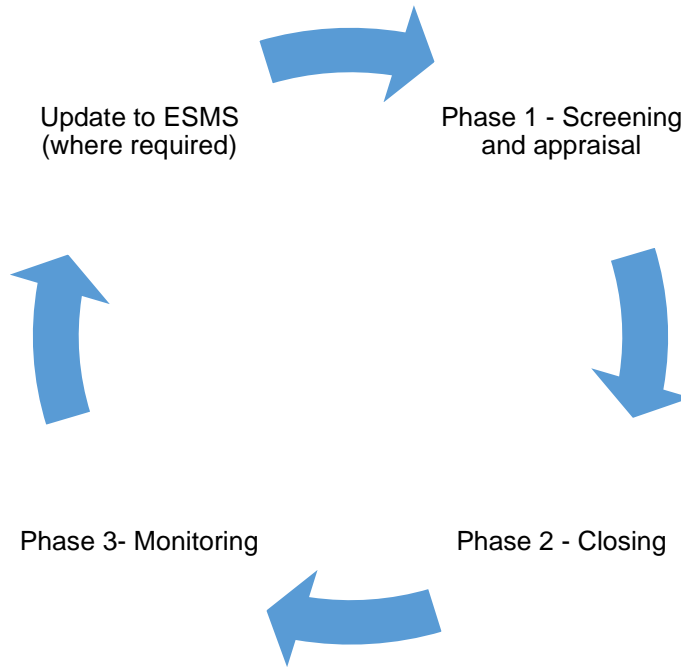 Update to ESMS
(where required)
Phase 1 - Screening
and appraisal
Phase 3- Monitoring
Phase 2 - Closing